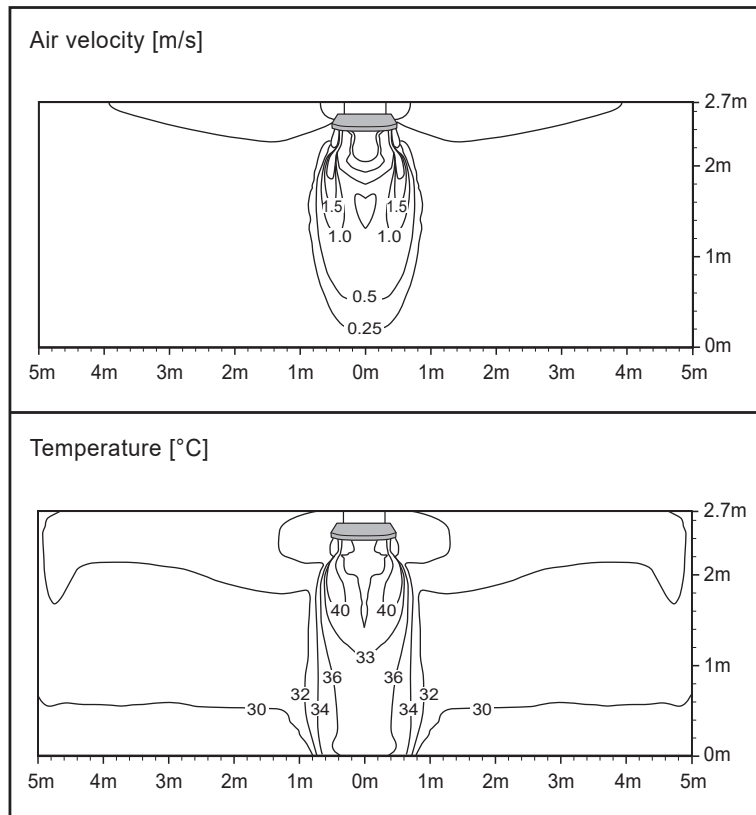 Air velocity [m/s]
2.7m
2m
1.5 1.5
1.0 1.0
1m
0.5
0.25
0m
5m 4m 3m 2m 1m 0m 1m 2m 3m 4m 5m
Temperature [°C]
2.7m
2m
40 40
33
1m
36 36
32 32
30 34 34 30
0m
5m 4m 3m 2m 1m 0m 1m 2m 3m 4m 5m